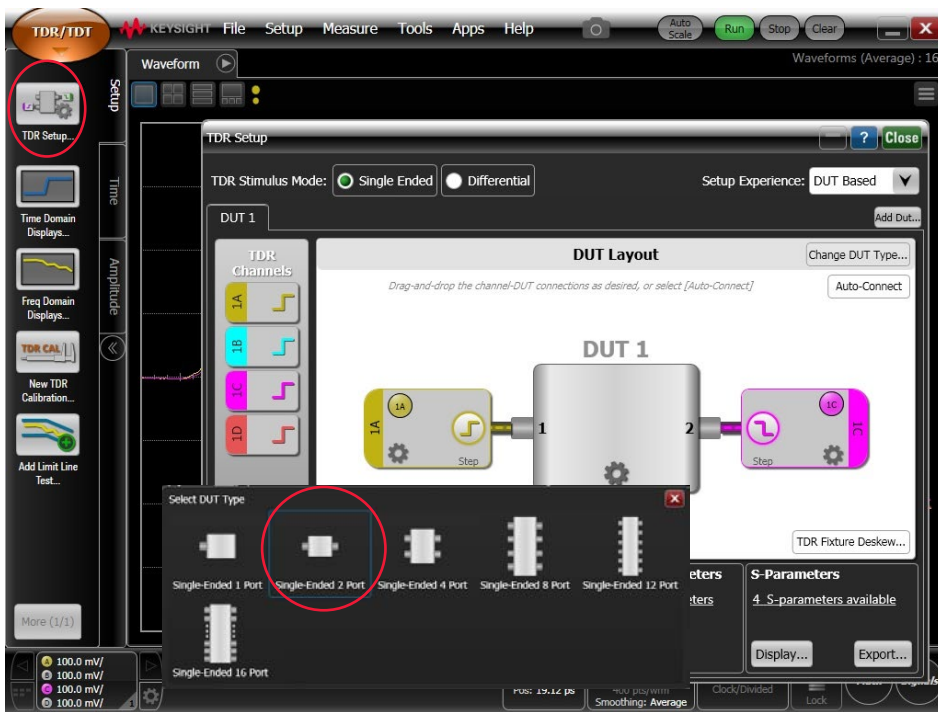 TDR/TDT
KEYSIGHT File Setup Measure Tools Apps Help
Auto Scale
Run
Stop
Clear
Waveform
Waveforms (Average) : 16
Setup
Time
Amplitude
TDR Setup...
Time Domain
Displays...
Freq Domain
Displays...
TDR CAL
New TDR
Calibration...
Add Limit Line
Test...
More (1/1)
TDR Setup
? Close
TDR Stimulus Mode: Single Ended Differential
Setup Experience: DUT Based
DUT 1
Add Dut...
TDR
Channels
1A
1B
1C
1D
DUT Layout
Change DUT Type...
Drag-and-drop the channel-DUT connections as desired, or select [Auto-Connect]
Auto-Connect
DUT 1
1A
1A
Step
1
2
1C
1C
Step
TDR Fixture Deskew...
Select DUT Type
Single-Ended 1 Port
Single-Ended 2 Port
Single-Ended 4 Port
Single-Ended 8 Port
Single-Ended 12 Port
Single-Ended 16 Port
S-Parameters
4 S-parameters available
Display...
Export...
A 100.0 mV/
B 100.0 mV/
C 100.0 mV/
D 100.0 mV/
1
Pos: 19.12 ps
400 pts/wfm
Smoothing: Average
Clock/Divided
Lock